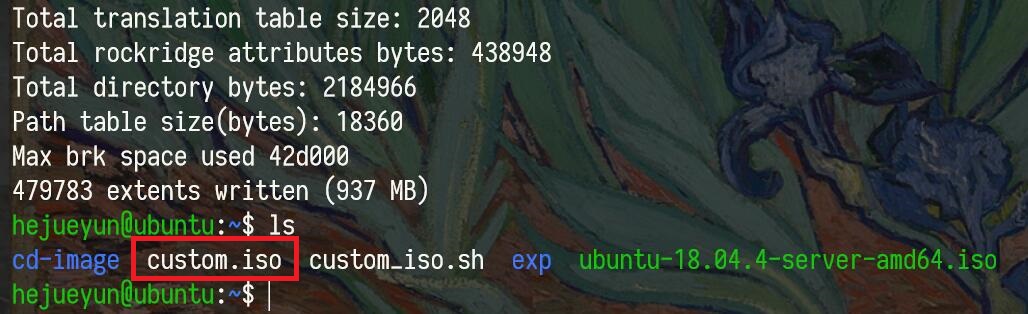 Total translation table size: 2048
Total rockridge attributes bytes: 438948
Total directory bytes: 2184966
Path table size(bytes): 18360
Max brk space used 42d000
479783 extents written (937 MB)
hejueyun@ubuntu:~$ ls
cd-image custom.iso custom_iso.sh exp ubuntu-18.04.4-server-amd64.iso
hejueyun@ubuntu:~$